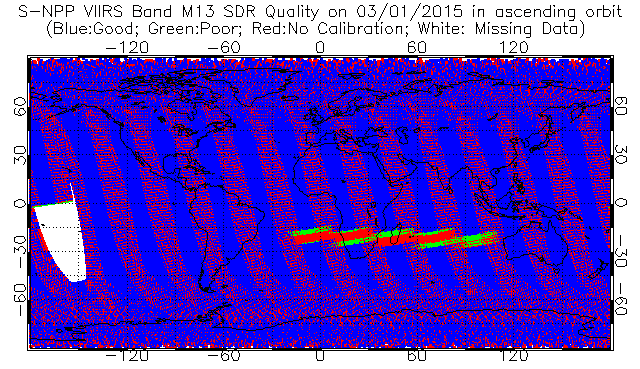 S-NPP VIIRS Band M13 SDR Quality on 03/01/2015 in ascending orbit
(Blue:Good; Green:Poor; Red:No Calibration; White: Missing Data)
-120 -60 0 60 120
60 60
30 30
0 0
-30 -30
-60 -60
-120 -60 0 60 120